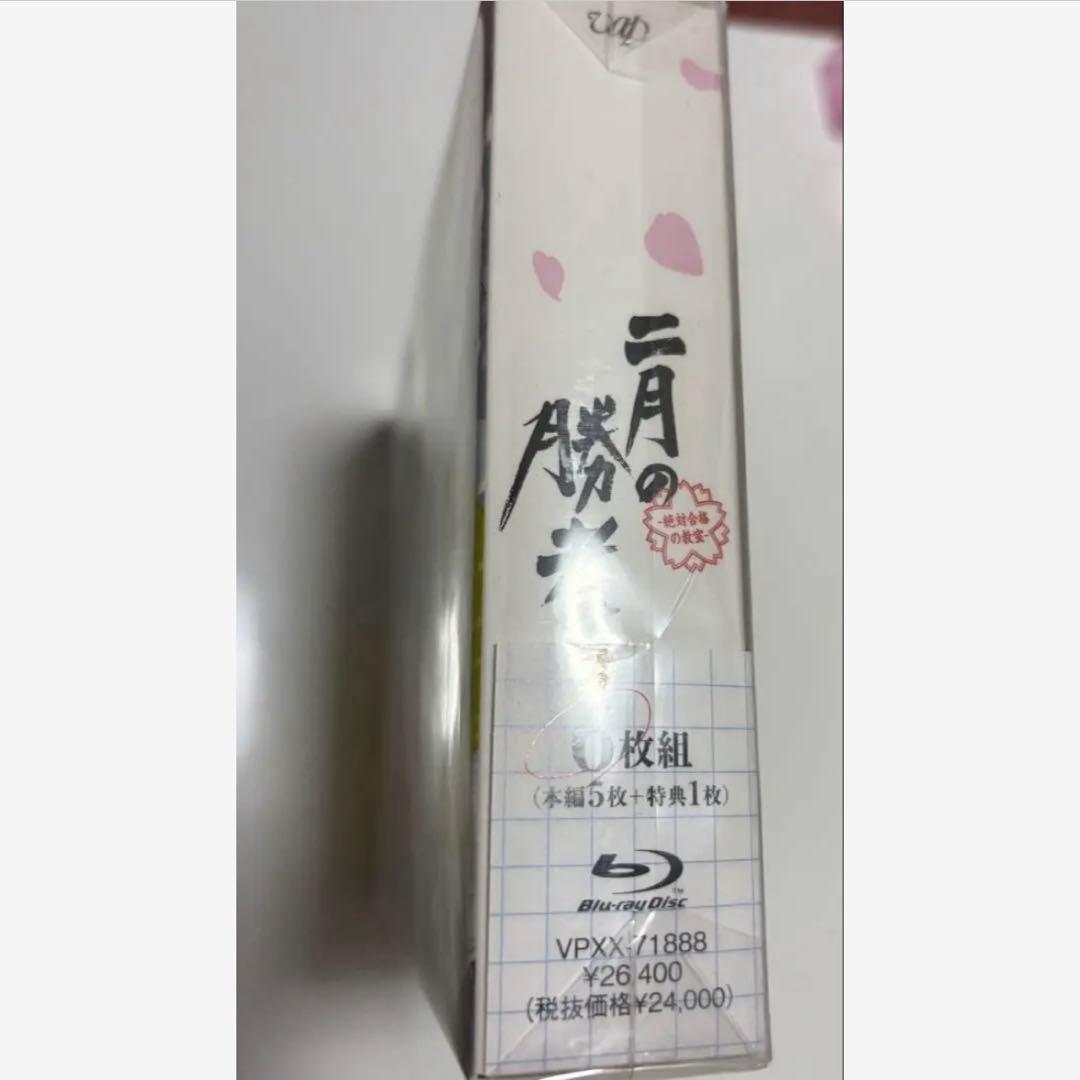 vap
二月の
勝者
-絶対合格
の教室-
枚組
(本編5枚+特典1枚)
Blu-ray Disc
TM
VPXX-71888
¥26,400
(税抜価格¥24,000)